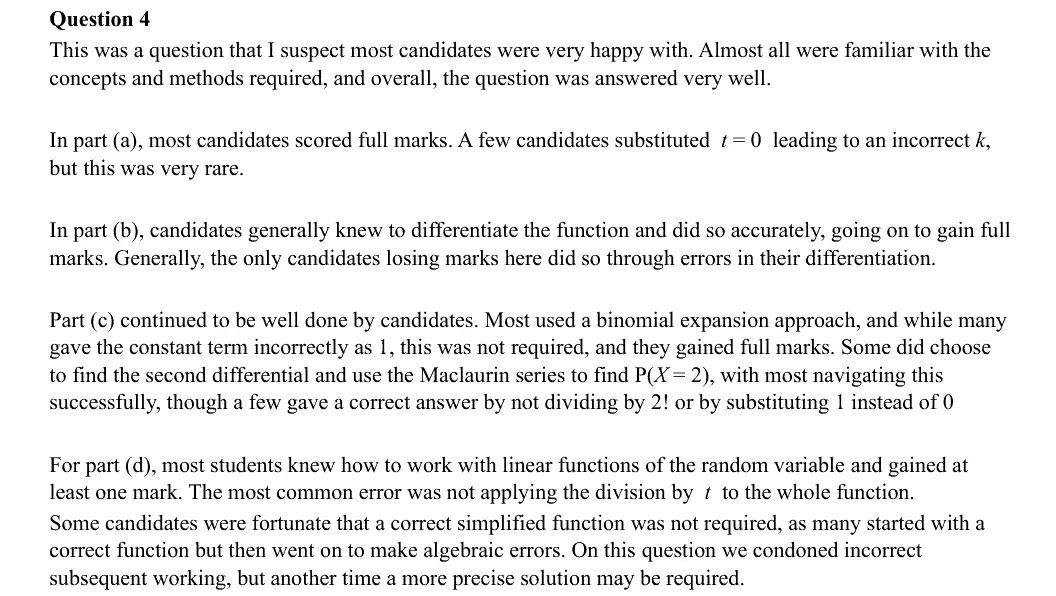 Question 4
This was a question that I suspect most candidates were very happy with. Almost all were familiar with the
concepts and methods required, and overall, the question was answered very well.
In part (a), most candidates scored full marks. A few candidates substituted t = 0 leading to an incorrect k,
but this was very rare.
In part (b), candidates generally knew to differentiate the function and did so accurately, going on to gain full
marks. Generally, the only candidates losing marks here did so through errors in their differentiation.
Part (c) continued to be well done by candidates. Most used a binomial expansion approach, and while many
gave the constant term incorrectly as 1, this was not required, and they gained full marks. Some did choose
to find the second differential and use the Maclaurin series to find P(X = 2), with most navigating this
successfully, though a few gave a correct answer by not dividing by 2! or by substituting 1 instead of 0
For part (d), most students knew how to work with linear functions of the random variable and gained at
least one mark. The most common error was not applying the division by t to the whole function.
Some candidates were fortunate that a correct simplified function was not required, as many started with a
correct function but then went on to make algebraic errors. On this question we condoned incorrect
subsequent working, but another time a more precise solution may be required.